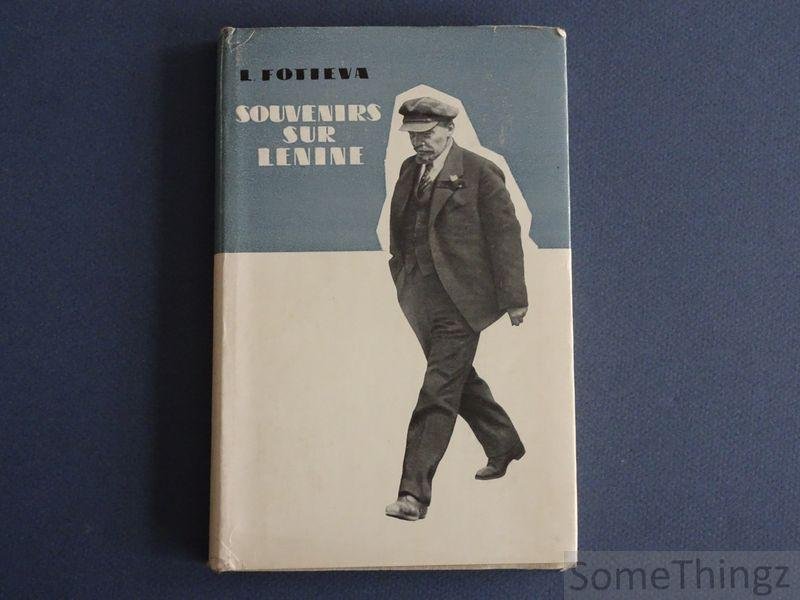 L. FOTIEVA
SOUVENIRS
SUR
LENINE
SomeThingz